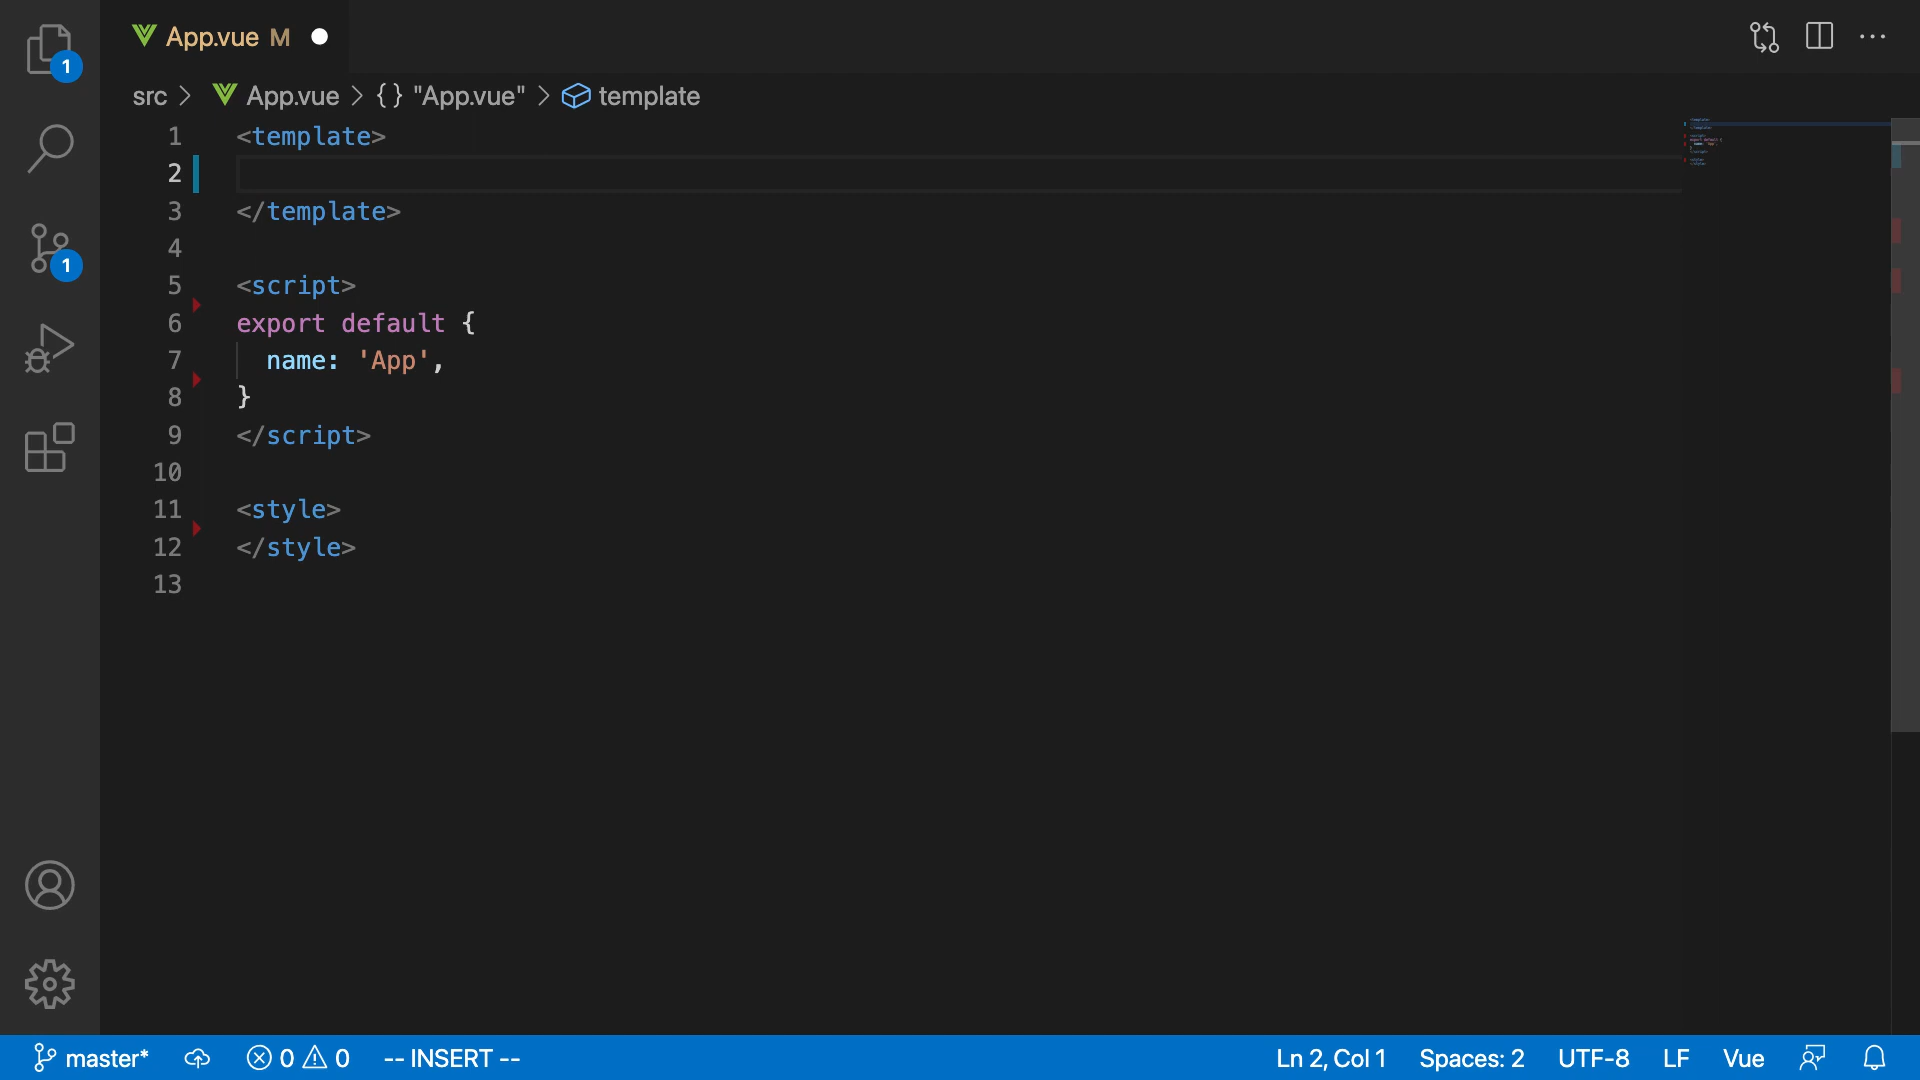 App.vue M
src > App.vue > {} "App.vue" > template
1 <template>
2
3 </template>
4
5 <script>
6 export default {
7   name: 'App',
8 }
9 </script>
10
11 <style>
12 </style>
13
1
1
master* 0 0 -- INSERT -- Ln 2, Col 1 Spaces: 2 UTF-8 LF Vue